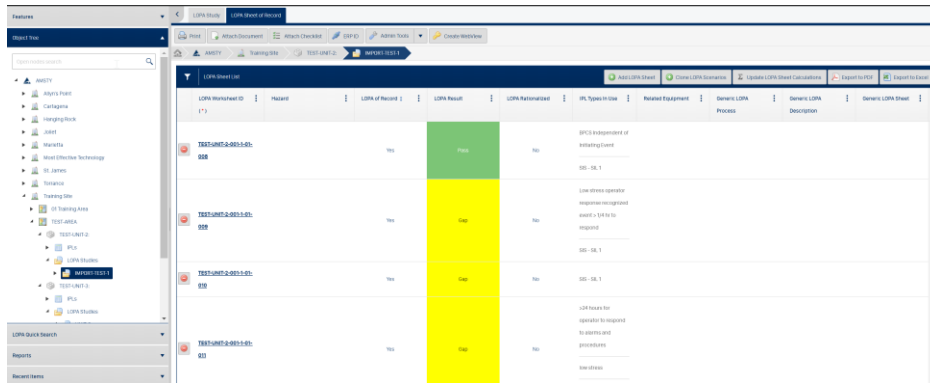 Features
LOPA Study
LOPA Sheet of Record
Object Tree
Print
Attach Document
Attach Checklist
ERP ID
Admin Tools
Create WebView
AMSTY
Training Site
TEST-UNIT-2
IMPORT-TEST-1
LOPA Sheet List
Add LOPA Sheet
Clone LOPA Scenarios
Update LOPA Sheet Calculations
Export to PDF
Export to Excel
AMSTY
Allyn's Point
Cartagena
Hanging Rock
Joliet
Marietta
Most Effective Technology
St. James
Torrance
Training Site
01 Training Area
TEST-AREA
TEST-UNIT-2
IPLs
LOPA Studies
IMPORT-TEST-1
TEST-UNIT-3
IPLs
LOPA Studies
LOPA Quick Search
Reports
Recent Items
LOPA Worksheet ID
(*)
Hazard
LOPA of Record
LOPA Result
LOPA Rationalized
IPL Types In Use
Related Equipment
Generic LOPA
Process
Generic LOPA
Description
Generic LOPA Sheet
TEST-UNIT-2-001-1-01-
008
Yes
Pass
No
BPCS Independent of
Initiating Event
SIS - SIL 1
TEST-UNIT-2-001-1-01-
009
Yes
Gap
No
Low stress operator
response recognized
event > 1/4 hr to
respond
SIS - SIL 1
TEST-UNIT-2-001-1-01-
010
Yes
Gap
No
SIS - SIL 1
TEST-UNIT-2-001-1-01-
011
Yes
Gap
No
≥24 hours for
operator to respond
to alarms and
procedures
low stress